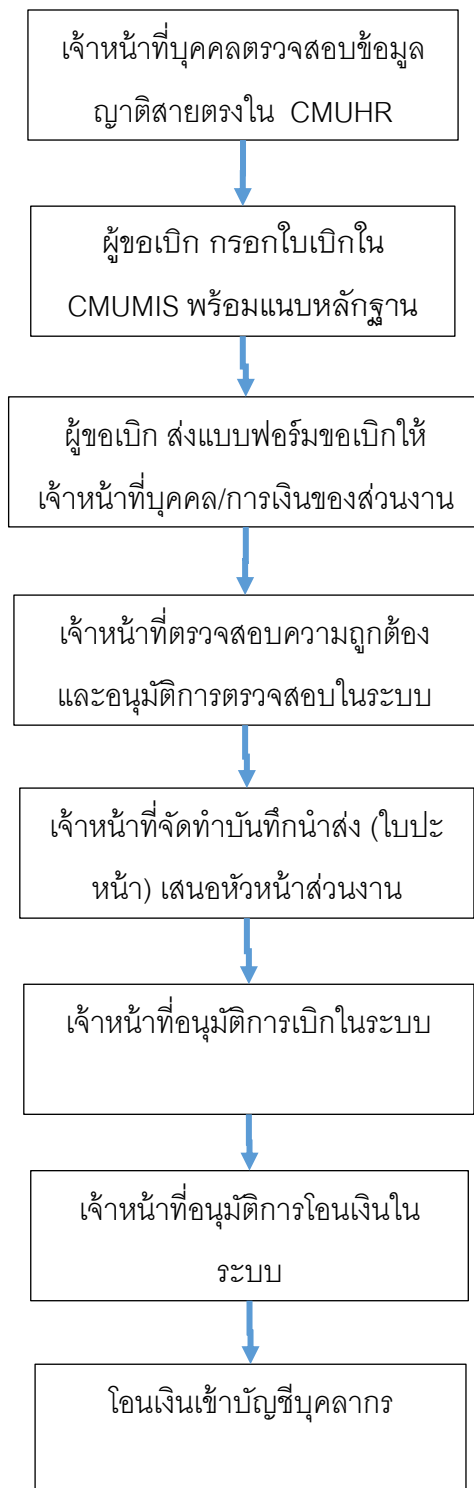 เจ้าหน้าที่บุคคลตรวจสอบข้อมูล
ญาติสายตรงใน CMUHR
ผู้ขอเบิก กรอกใบเบิกใน
CMUMIS พร้อมแนบหลักฐาน
ผู้ขอเบิก ส่งแบบฟอร์มขอเบิกให้
เจ้าหน้าที่บุคคล/การเงินของส่วนงาน
เจ้าหน้าที่ตรวจสอบความถูกต้อง
และอนุมัติการตรวจสอบในระบบ
เจ้าหน้าที่จัดทำบันทึกนำส่ง (ใบปะ
หน้า) เสนอหัวหน้าส่วนงาน
เจ้าหน้าที่อนุมัติการเบิกในระบบ
เจ้าหน้าที่อนุมัติการโอนเงินใน
ระบบ
โอนเงินเข้าบัญชีบุคลากร